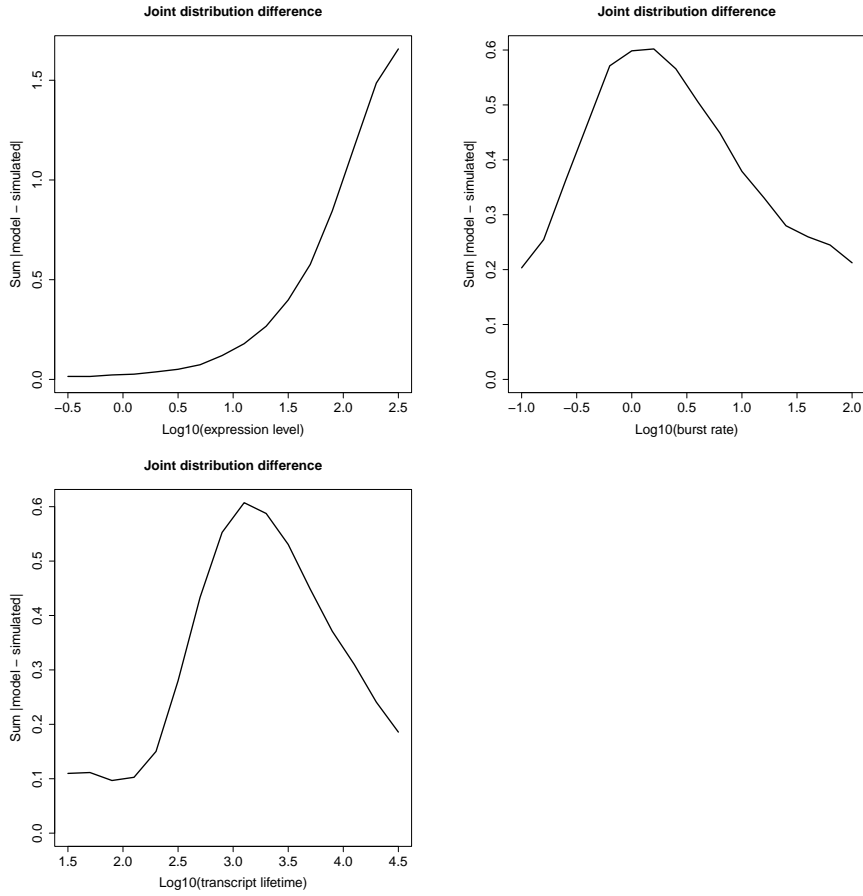 Joint distribution difference
Sum |model − simulated|
0.0 0.5 1.0 1.5
−0.5 0.0 0.5 1.0 1.5 2.0 2.5
Log10(expression level)
Joint distribution difference
Sum |model − simulated|
0.0 0.1 0.2 0.3 0.4 0.5 0.6
−1.0 −0.5 0.0 0.5 1.0 1.5 2.0
Log10(burst rate)
Joint distribution difference
Sum |model − simulated|
0.0 0.1 0.2 0.3 0.4 0.5 0.6
1.5 2.0 2.5 3.0 3.5 4.0 4.5
Log10(transcript lifetime)